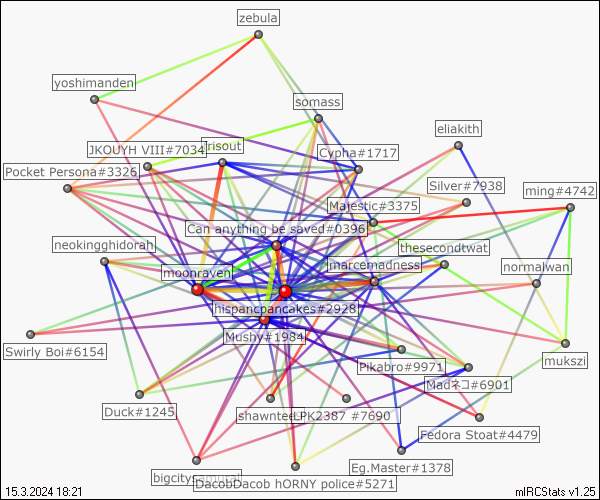 zebula
yoshimanden
somass
eliakith
JKOUYH VIII#7034
risout
Cypha#1717
Pocket Persona#3326
Silver#7938
ming#4742
Majestic#3375
Can anything be saved#0396
neokingghidorah
thesecondtwat
moonraven
marcemadness
normalwan
hispancpancakes#2928
Mushy#1984
Swirly Boi#6154
Pikabro#9971
mukszi
Madネコ#6901
Duck#1245
shawntee
LPK2387 #7690
Fedora Stoat#4479
bigcitysamurai
Eg.Master#1378
DacobDacob hORNY police#5271
15.3.2024 18:21
mIRCStats v1.25